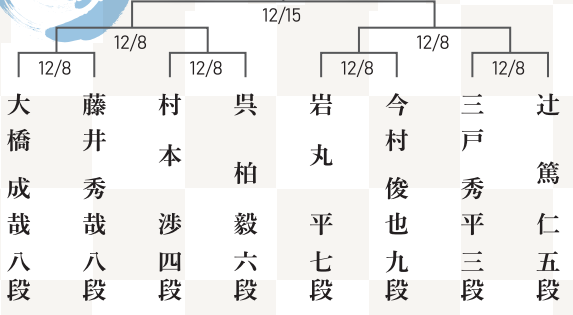 12/15
12/8
12/8
12/8
12/8
12/8
12/8
大橋成哉八段
藤井秀哉八段
村本渉四段
呉柏毅六段
岩丸平七段
今村俊也九段
三戸秀平三段
辻篤仁五段